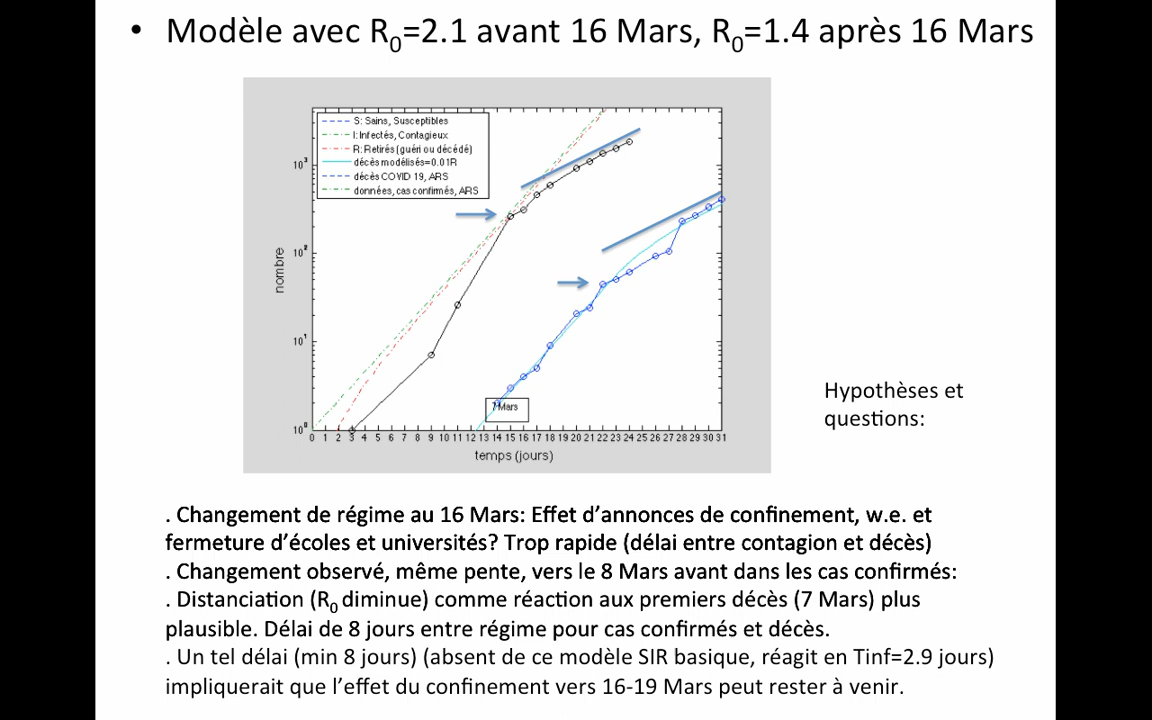 • Modèle avec R0=2.1 avant 16 Mars, R0=1.4 après 16 Mars
S: Sains, Susceptibles
I: Infectés, Contagieux
R: Retirés (guéri ou décédé)
décès modélisés=0.01R
décès COVID 19, ARS
données, cas confirmés, ARS
10^3
10^2
10^1
10^0
nombre
7 Mars
0 1 2 3 4 5 6 7 8 9 10 11 12 13 14 15 16 17 18 19 20 21 22 23 24 25 26 27 28 29 30 31
temps (jours)
Hypothèses et
questions:
. Changement de régime au 16 Mars: Effet d’annonces de confinement, w.e. et
fermeture d’écoles et universités? Trop rapide (délai entre contagion et décès)
. Changement observé, même pente, vers le 8 Mars avant dans les cas confirmés:
. Distanciation (R0 diminue) comme réaction aux premiers décès (7 Mars) plus
plausible. Délai de 8 jours entre régime pour cas confirmés et décès.
. Un tel délai (min 8 jours) (absent de ce modèle SIR basique, réagit en Tinf=2.9 jours)
impliquerait que l’effet du confinement vers 16-19 Mars peut rester à venir.